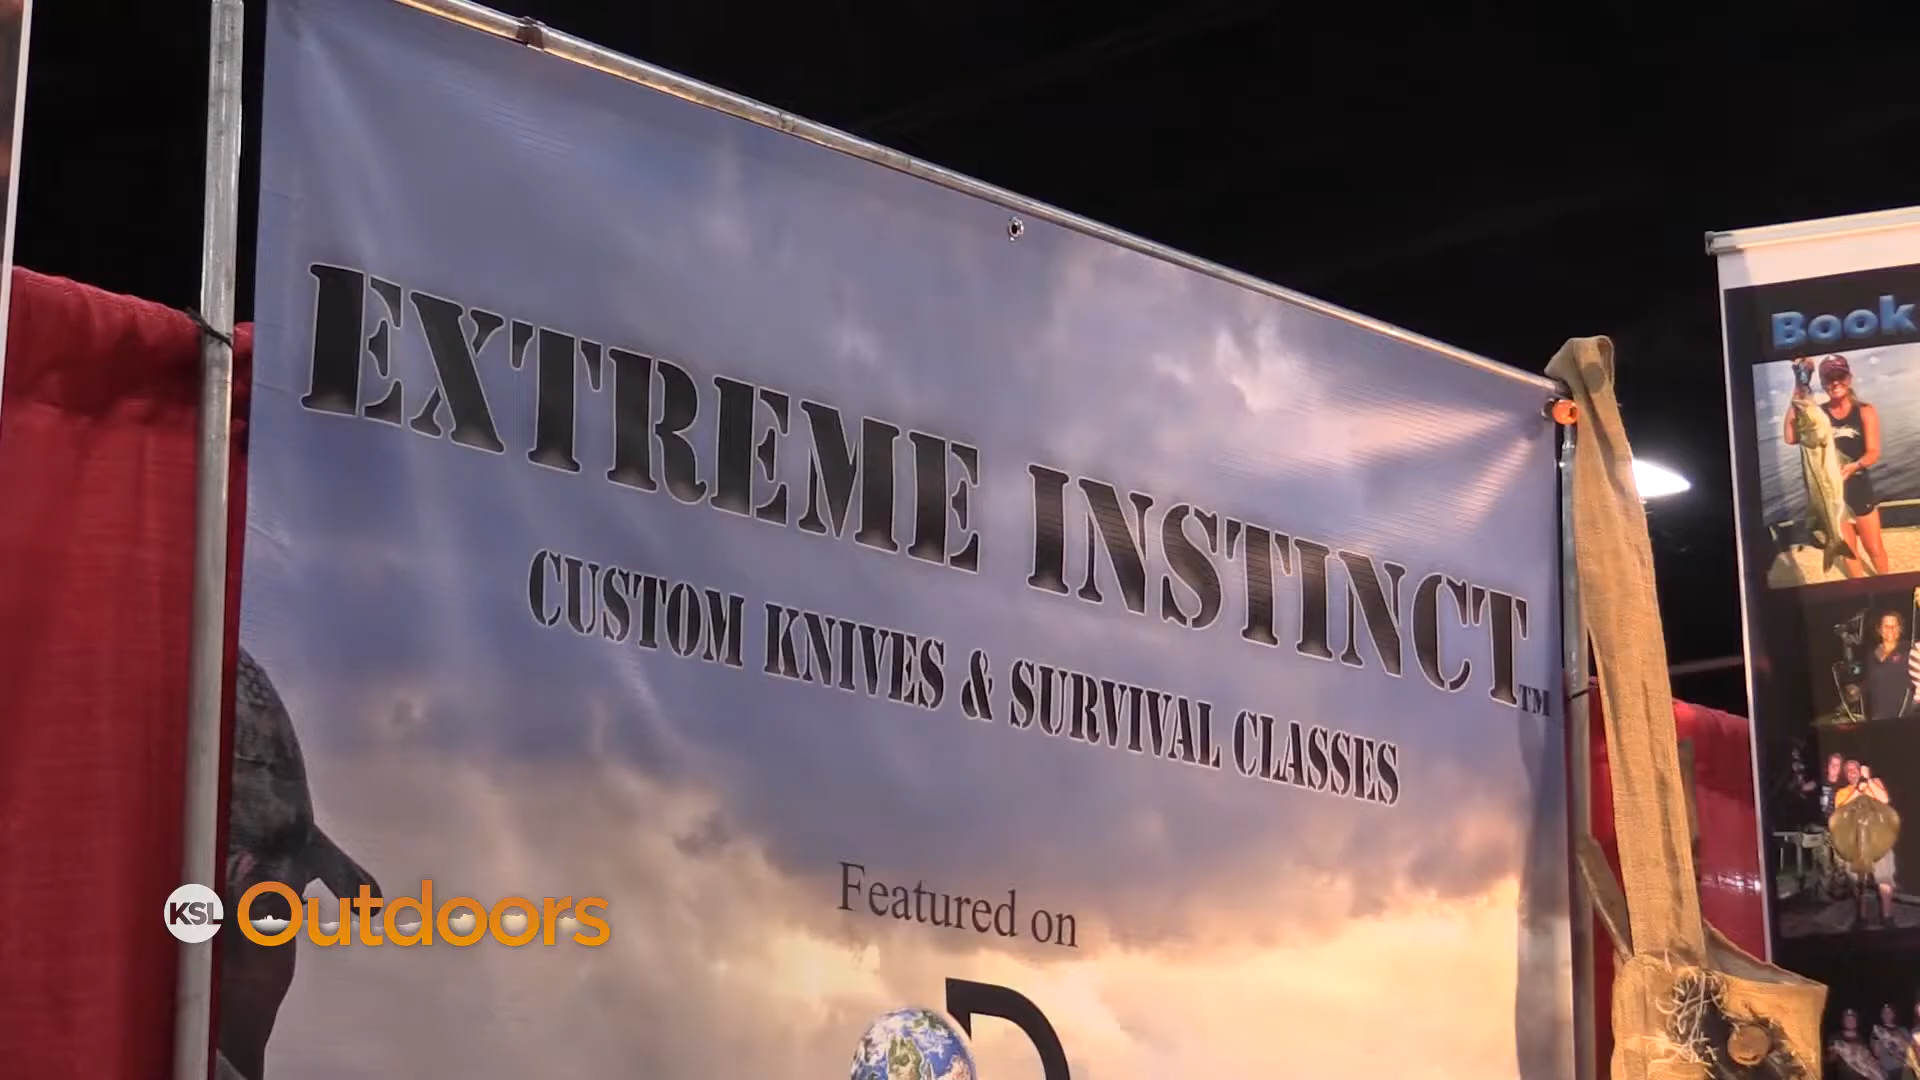 EXTREME INSTINCT™
CUSTOM KNIVES & SURVIVAL CLASSES
Featured on
D
Book
KSL Outdoors